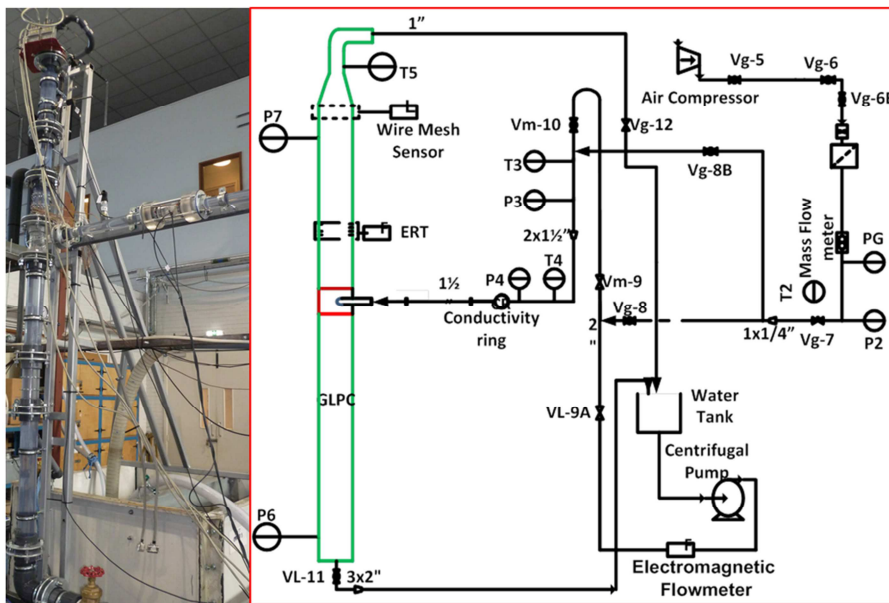 1”
T5
P7
Wire Mesh
Sensor
Vm-10
Vg-12
T3
P3
2x1½”
ERT
1½
P4
T4
Conductivity
ring
Vm-9
Vg-8
2
"
GLPC
VL-9A
P6
VL-11
3x2"
Air Compressor
Vg-5
Vg-6
Vg-6B
Vg-8B
Mass Flow
meter
PG
T2
1x1/4”
Vg-7
P2
Water
Tank
Centrifugal
Pump
F
Electromagnetic
Flowmeter